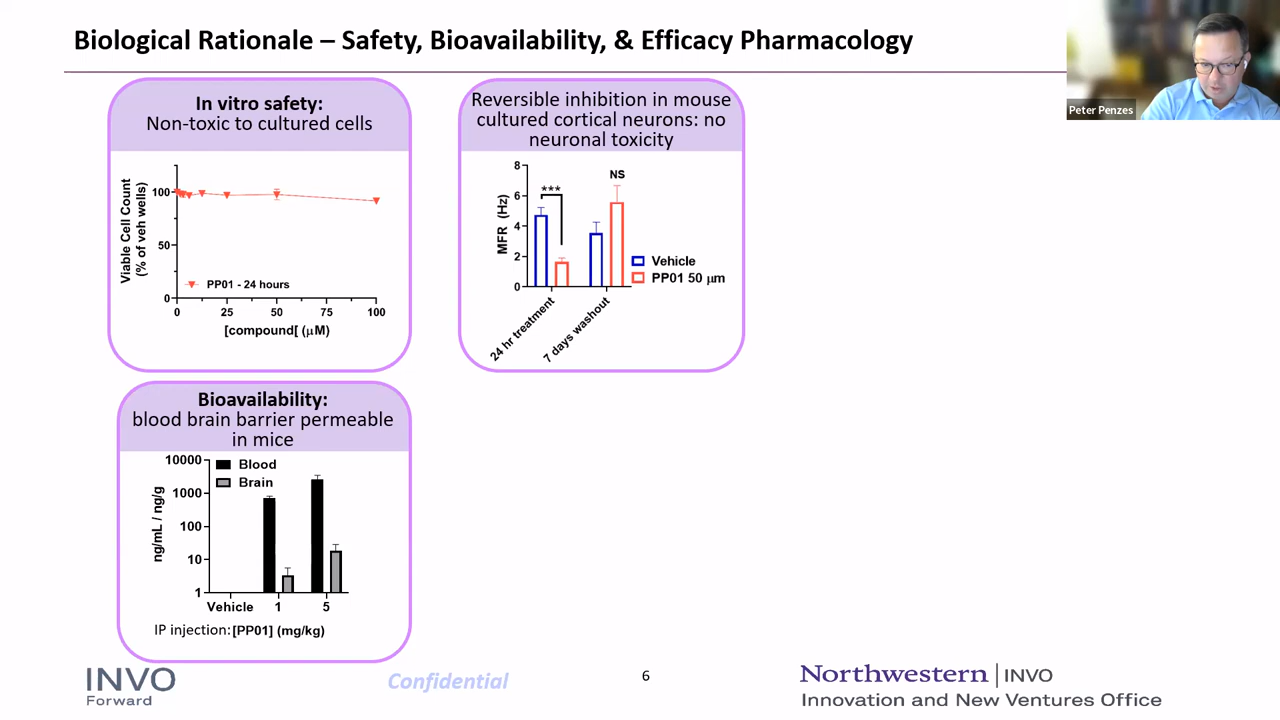 Biological Rationale – Safety, Bioavailability, & Efficacy Pharmacology
Peter Penzes
In vitro safety:
Non-toxic to cultured cells
Viable Cell Count
(% of veh wells)
100
50
0
PP01 - 24 hours
0 25 50 75 100
[compound[ (μM)
Reversible inhibition in mouse
cultured cortical neurons: no
neuronal toxicity
MFR (Hz)
8
6
4
2
0
***
NS
Vehicle
PP01 50 μm
24 hr treatment
7 days washout
Bioavailability:
blood brain barrier permeable
in mice
ng/mL / ng/g
10000
1000
100
10
1
Blood
Brain
Vehicle 1 5
IP injection: [PP01] (mg/kg)
INVO
Forward
Confidential
6
Northwestern | INVO
Innovation and New Ventures Office